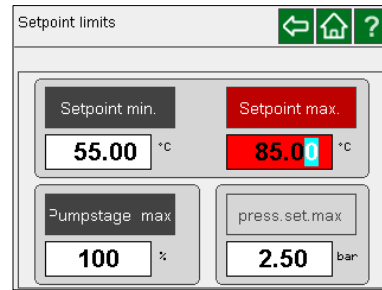 Setpoint limits
?
Setpoint min.
Setpoint max.
55.00 °C
85.00 °C
Pumpstage max
press.set.max
100 %
2.50 bar